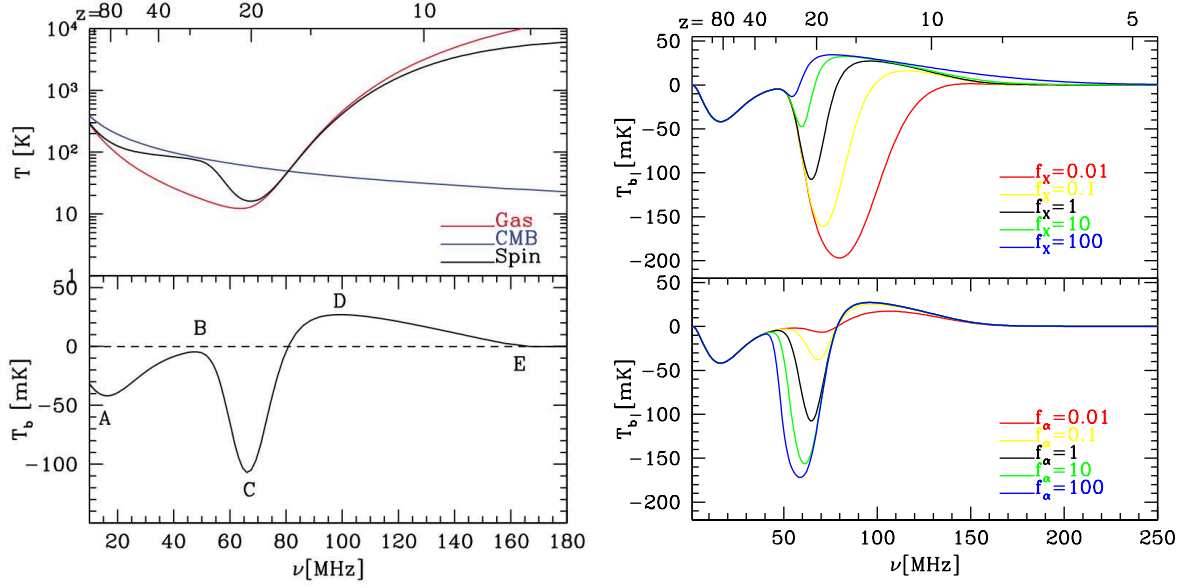 z= 80 40 20 10
10⁴
10³
10²
10
1
T [K]
Gas
CMB
Spin
50
0
−50
−100
T_b [mK]
A
B
C
D
E
20 40 60 80 100 120 140 160 180
ν[MHz]
z= 80 40 20 10 5
50
0
−50
−100
−150
−200
T_b|[mK]
f_X=0.01
f_X=0.1
f_X=1
f_X=10
f_X=100
50
0
−50
−100
−150
−200
T_b|[mK]
f_α=0.01
f_α=0.1
f_α=1
f_α=10
f_α=100
50 100 150 200 250
ν[MHz]